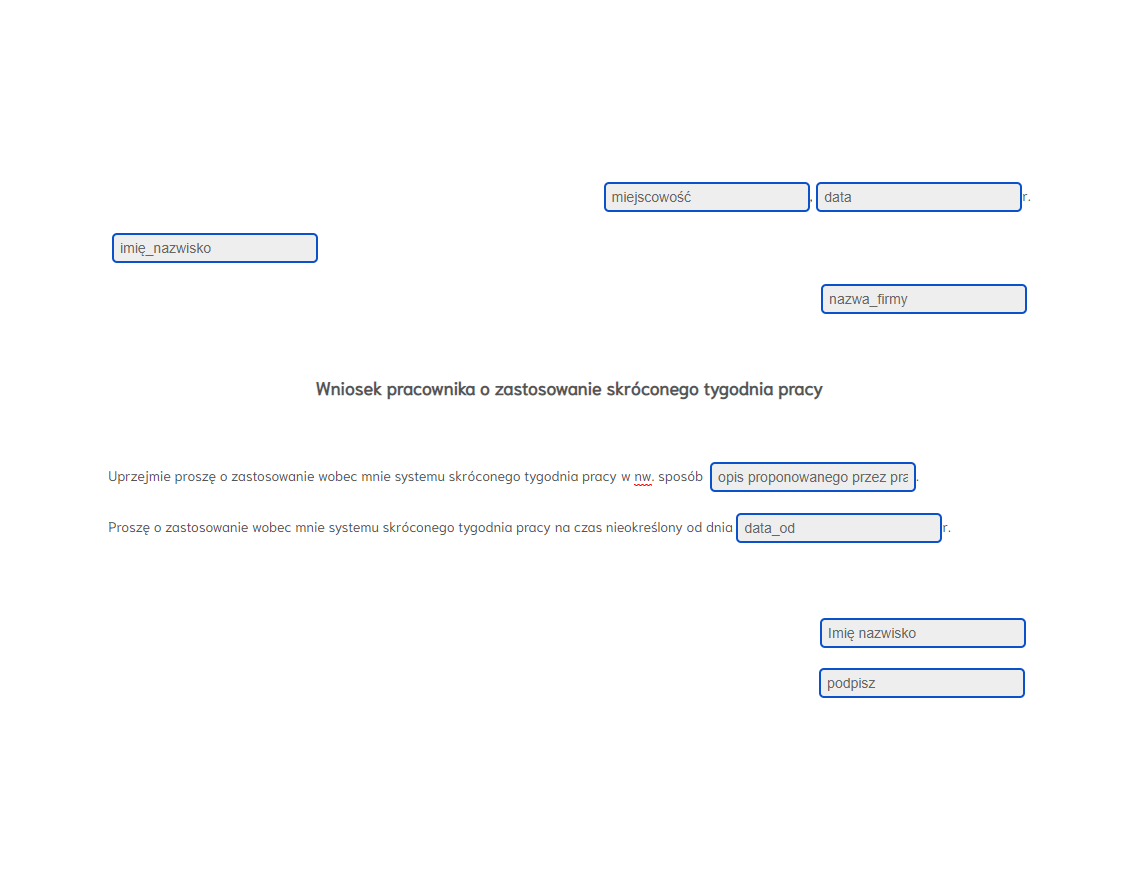 miejscowość, data r.
imię_nazwisko
nazwa_firmy
Wniosek pracownika o zastosowanie skróconego tygodnia pracy
Uprzejmie proszę o zastosowanie wobec mnie systemu skróconego tygodnia pracy w nw. sposób opis proponowanego przez pra.
Proszę o zastosowanie wobec mnie systemu skróconego tygodnia pracy na czas nieokreślony od dnia data_od r.
Imię nazwisko
podpisz